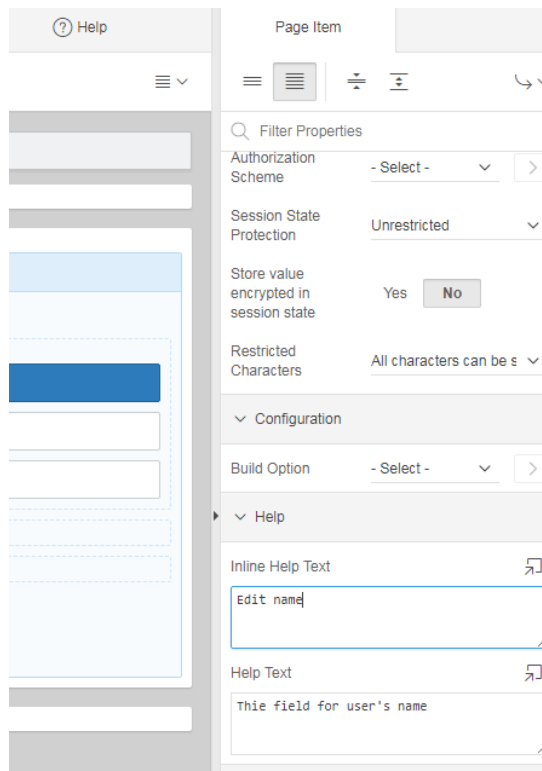 Help
Page Item
Filter Properties
Authorization
Scheme
- Select -
Session State
Protection
Unrestricted
Store value
encrypted in
session state
Yes
No
Restricted
Characters
All characters can be s
Configuration
Build Option
- Select -
Help
Inline Help Text
Edit name
Help Text
Thie field for user's name